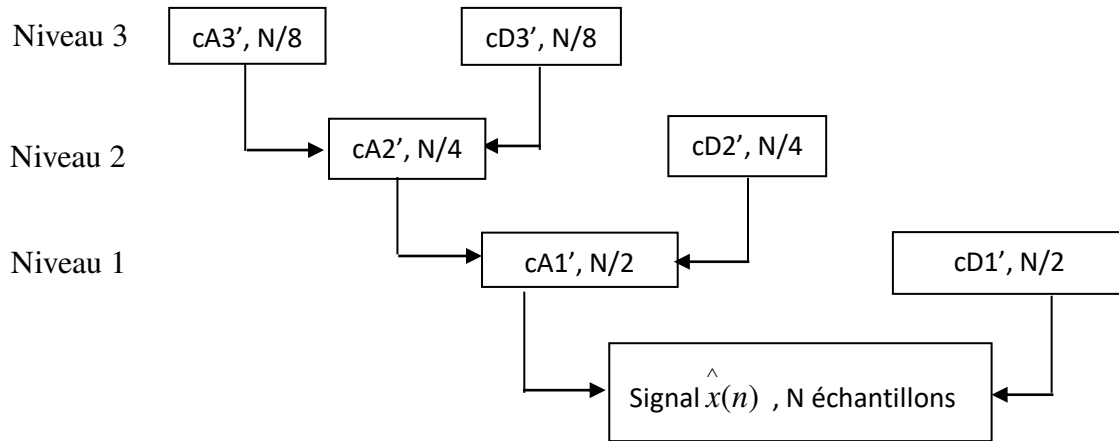 Niveau 3
cA3’, N/8
cD3’, N/8
Niveau 2
cA2’, N/4
cD2’, N/4
Niveau 1
cA1’, N/2
cD1’, N/2
Signal x̂(n) , N échantillons